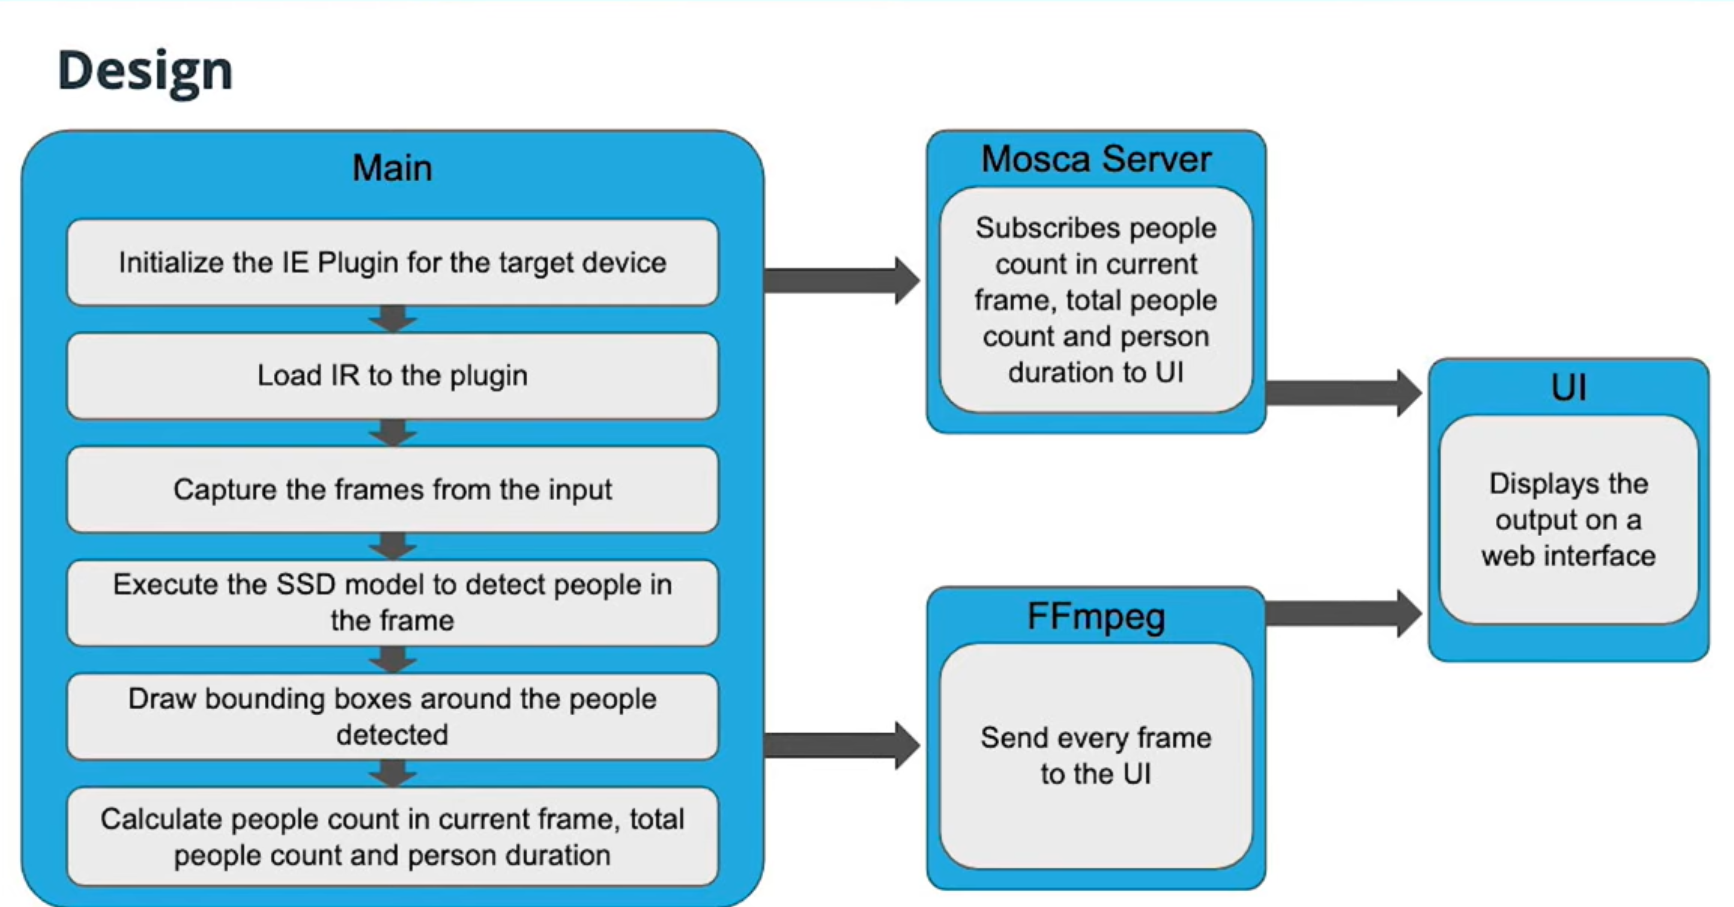 Design
Main
Initialize the IE Plugin for the target device
Load IR to the plugin
Capture the frames from the input
Execute the SSD model to detect people in
the frame
Draw bounding boxes around the people
detected
Calculate people count in current frame, total
people count and person duration
Mosca Server
Subscribes people
count in current
frame, total people
count and person
duration to UI
FFmpeg
Send every frame
to the UI
UI
Displays the
output on a
web interface